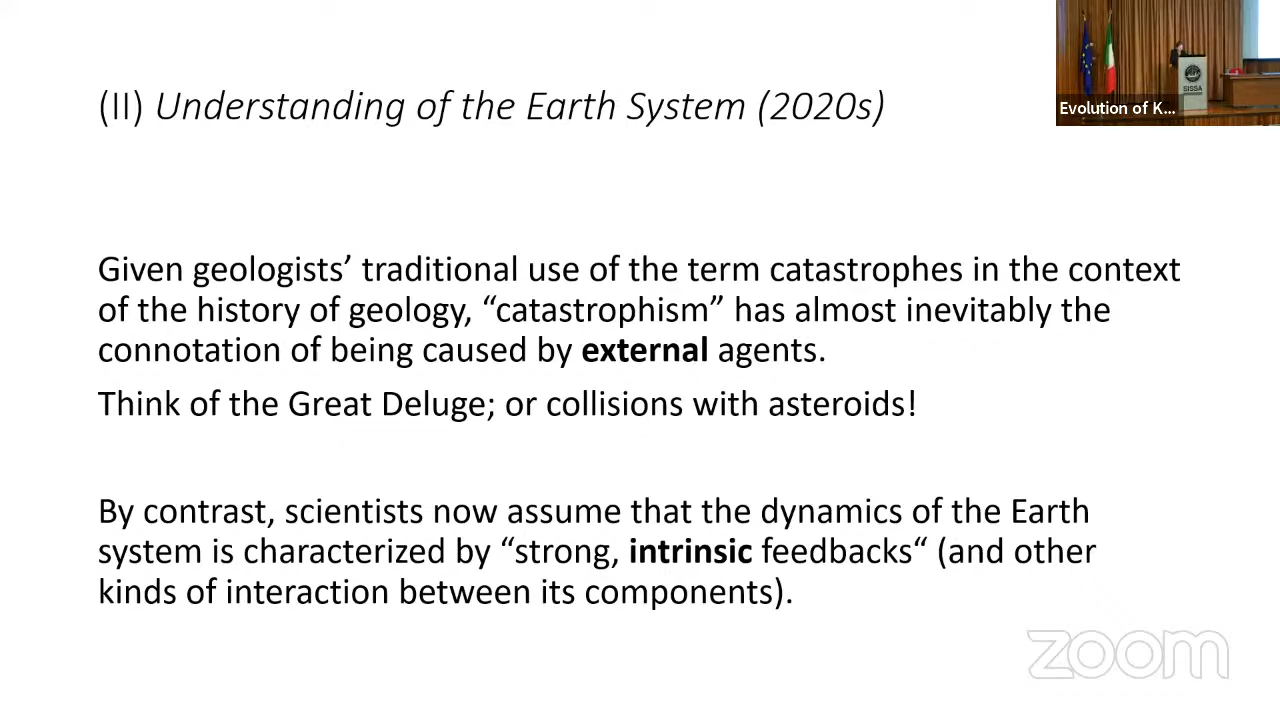 (II) Understanding of the Earth System (2020s)
SISSA
Evolution of K...
Given geologists’ traditional use of the term catastrophes in the context
of the history of geology, “catastrophism” has almost inevitably the
connotation of being caused by external agents.
Think of the Great Deluge; or collisions with asteroids!
By contrast, scientists now assume that the dynamics of the Earth
system is characterized by “strong, intrinsic feedbacks“ (and other
kinds of interaction between its components).
zoom